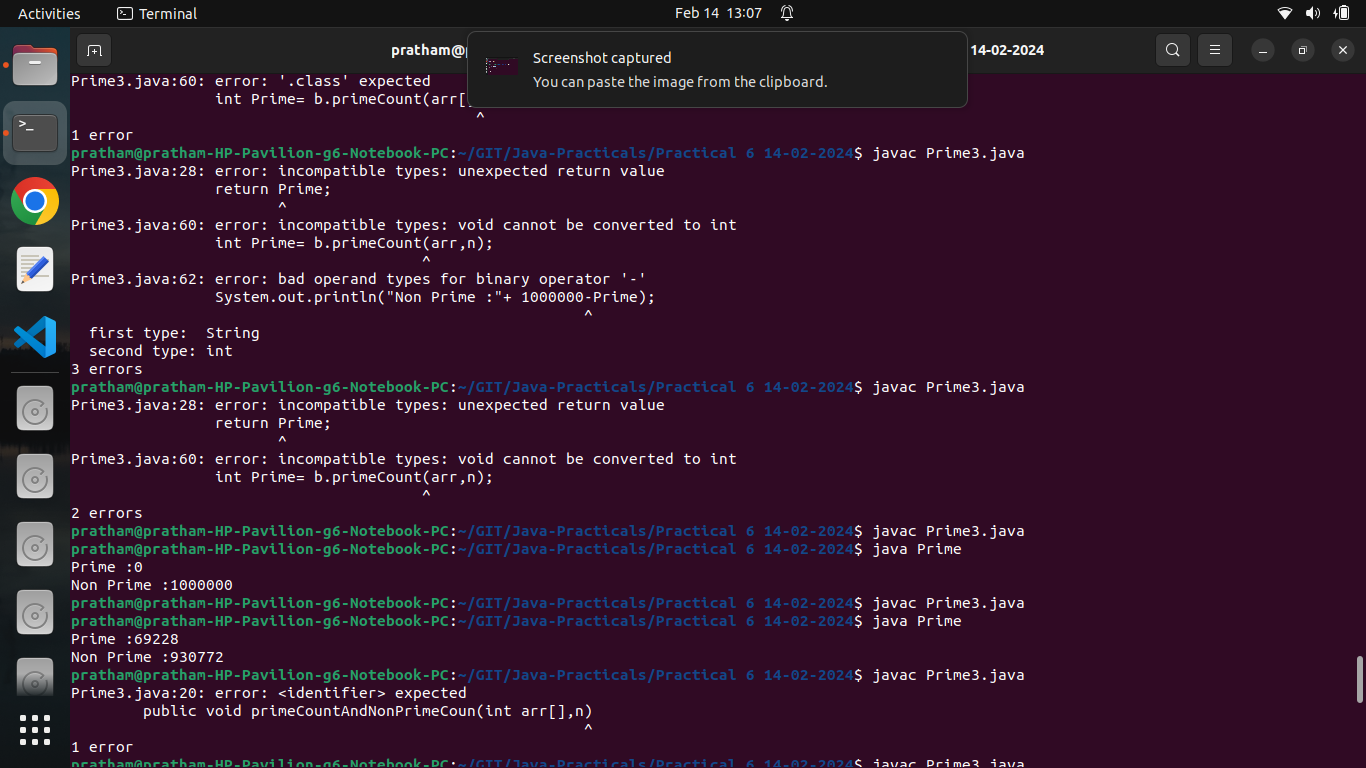 Activities
Terminal
Feb 14 13:07
pratham@p
14-02-2024
Screenshot captured
You can paste the image from the clipboard.
Prime3.java:60: error: '.class' expected
int Prime= b.primeCount(arr[
^
1 error
pratham@pratham-HP-Pavilion-g6-Notebook-PC:~/GIT/Java-Practicals/Practical 6 14-02-2024$ javac Prime3.java
Prime3.java:28: error: incompatible types: unexpected return value
return Prime;
^
Prime3.java:60: error: incompatible types: void cannot be converted to int
int Prime= b.primeCount(arr,n);
^
Prime3.java:62: error: bad operand types for binary operator '-'
System.out.println("Non Prime :"+ 1000000-Prime);
^
first type:  String
second type: int
3 errors
pratham@pratham-HP-Pavilion-g6-Notebook-PC:~/GIT/Java-Practicals/Practical 6 14-02-2024$ javac Prime3.java
Prime3.java:28: error: incompatible types: unexpected return value
return Prime;
^
Prime3.java:60: error: incompatible types: void cannot be converted to int
int Prime= b.primeCount(arr,n);
^
2 errors
pratham@pratham-HP-Pavilion-g6-Notebook-PC:~/GIT/Java-Practicals/Practical 6 14-02-2024$ javac Prime3.java
pratham@pratham-HP-Pavilion-g6-Notebook-PC:~/GIT/Java-Practicals/Practical 6 14-02-2024$ java Prime
Prime :0
Non Prime :1000000
pratham@pratham-HP-Pavilion-g6-Notebook-PC:~/GIT/Java-Practicals/Practical 6 14-02-2024$ javac Prime3.java
pratham@pratham-HP-Pavilion-g6-Notebook-PC:~/GIT/Java-Practicals/Practical 6 14-02-2024$ java Prime
Prime :69228
Non Prime :930772
pratham@pratham-HP-Pavilion-g6-Notebook-PC:~/GIT/Java-Practicals/Practical 6 14-02-2024$ javac Prime3.java
Prime3.java:20: error: <identifier> expected
public void primeCountAndNonPrimeCoun(int arr[],n)
^
1 error
pratham@pratham-HP-Pavilion-g6-Notebook-PC:~/GIT/Java-Practicals/Practical 6 14-02-2024$ javac Prime3.java